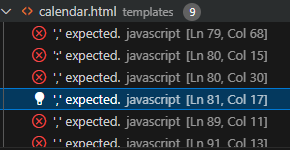 calendar.html templates 9
',' expected. javascript [Ln 79, Col 68]
':' expected. javascript [Ln 80, Col 15]
',' expected. javascript [Ln 80, Col 30]
',' expected. javascript [Ln 81, Col 17]
',' expected. javascript [Ln 89, Col 11]
',' expected. javascript [Ln 91, Col 13]